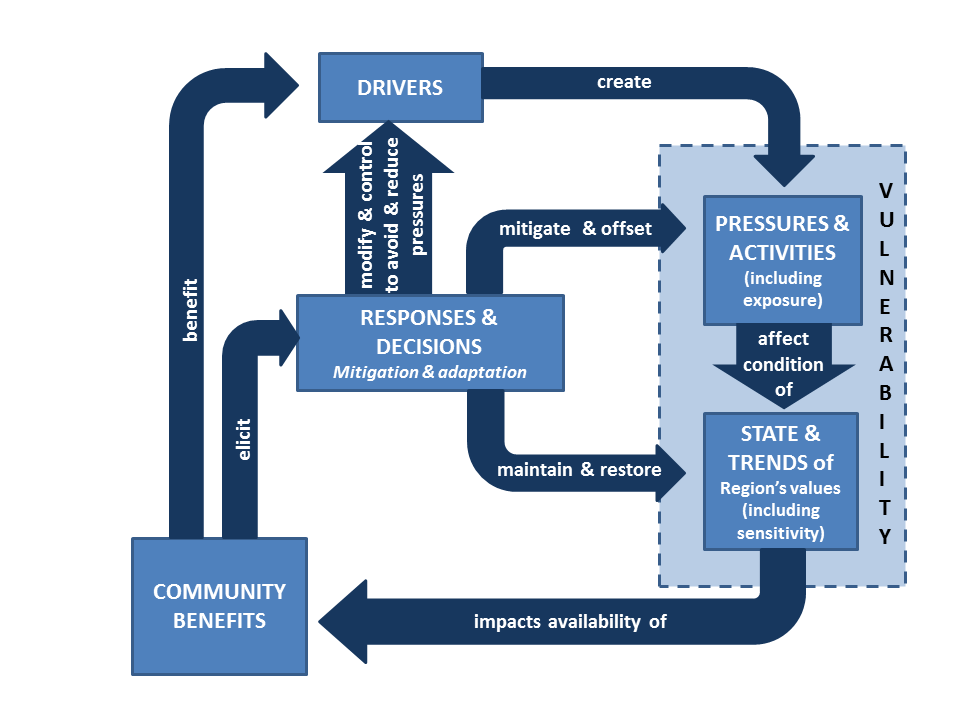 DRIVERS
create
modify & control
to avoid & reduce
pressures
mitigate & offset
PRESSURES &
ACTIVITIES
(including
exposure)
VULNERABILITY
benefit
RESPONSES &
DECISIONS
Mitigation & adaptation
affect
condition
of
elicit
maintain & restore
STATE &
TRENDS of
Region's values
(including
sensitivity)
COMMUNITY
BENEFITS
impacts availability of